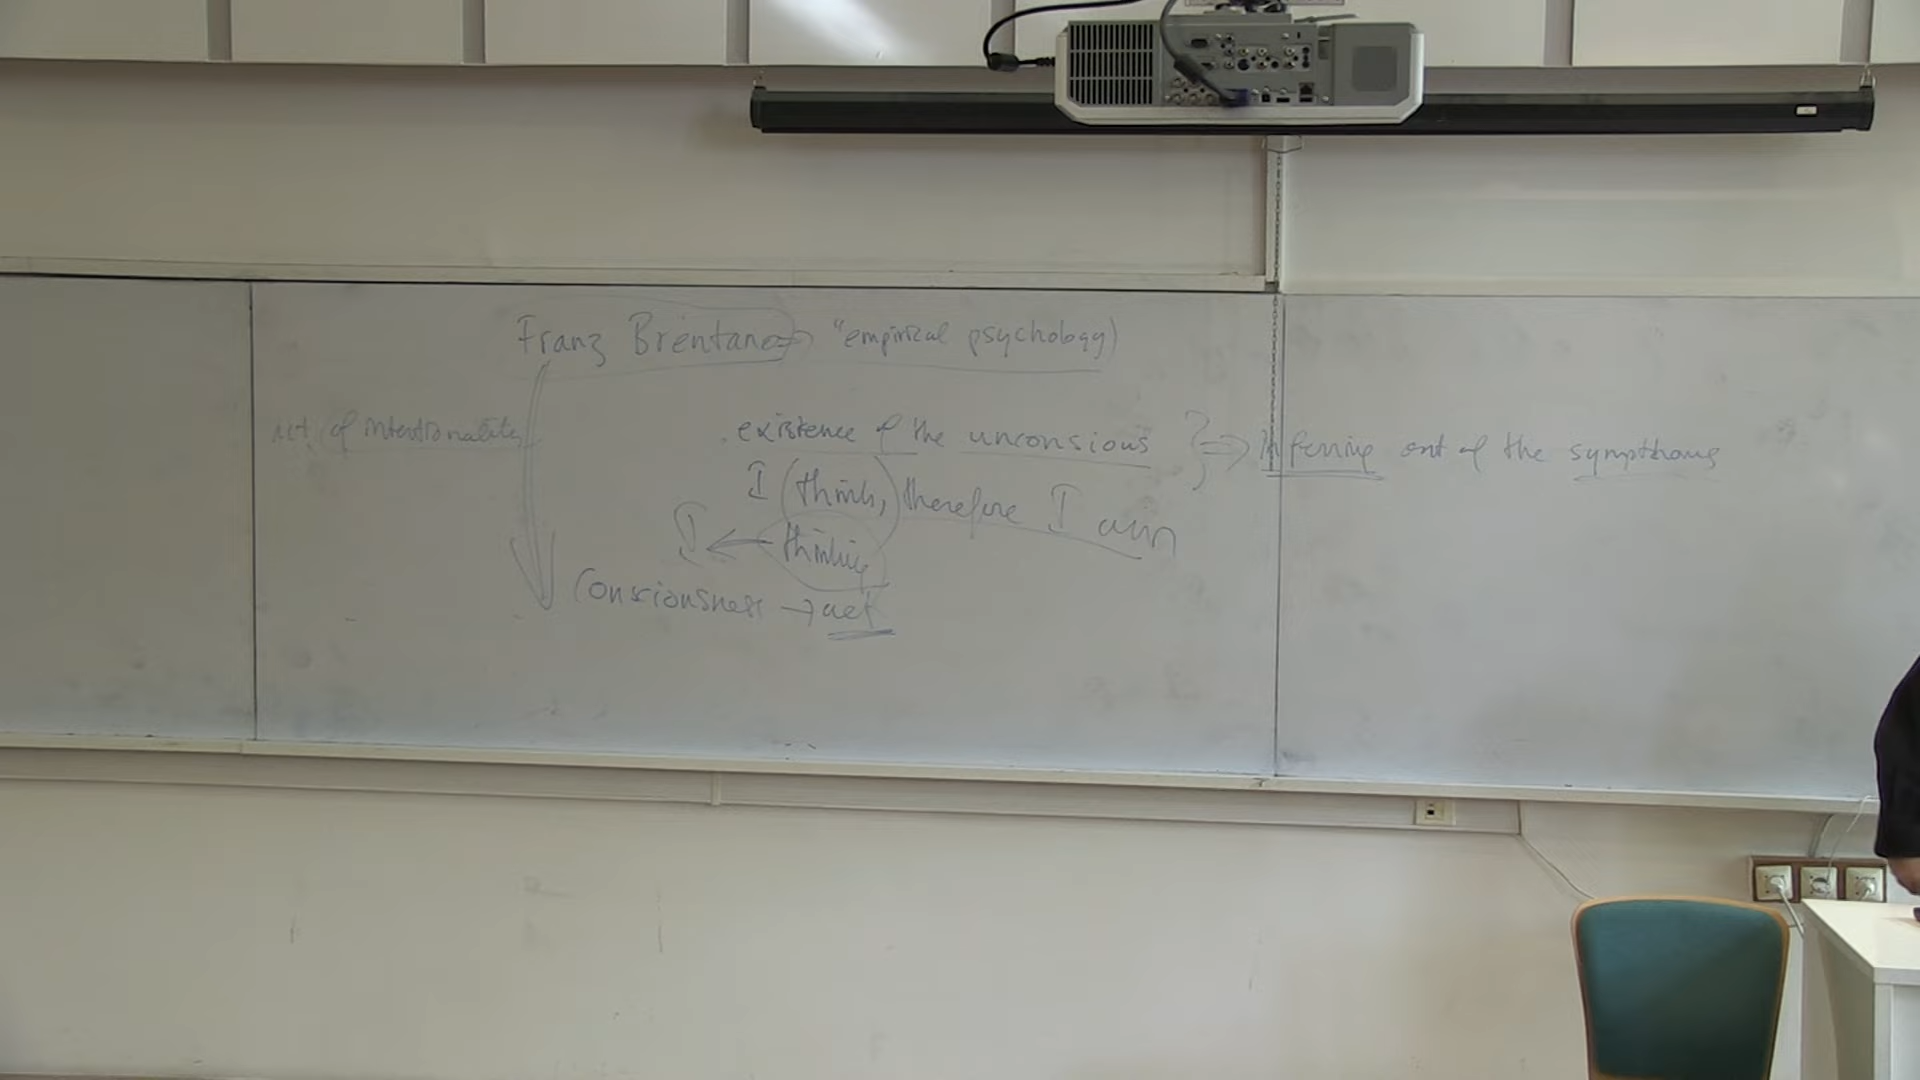 Franz Brentano => "empirical psychology)
act of intentionality
existence of the unconsious } => Inferring out of the sympthoms
I (think, therefore I am
I ← thinking
Consciousness → act